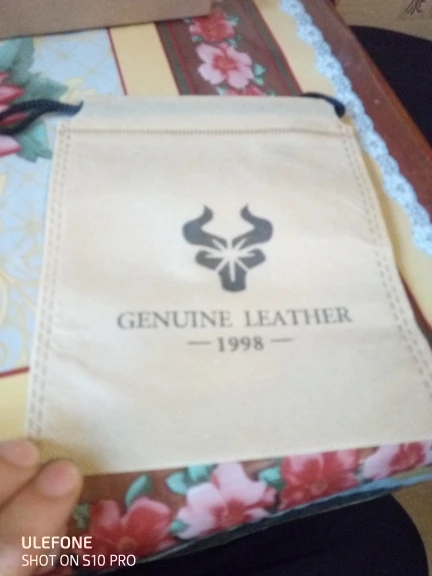 GENUINE LEATHER
—1998—
ULEFONE
SHOT ON S10 PRO